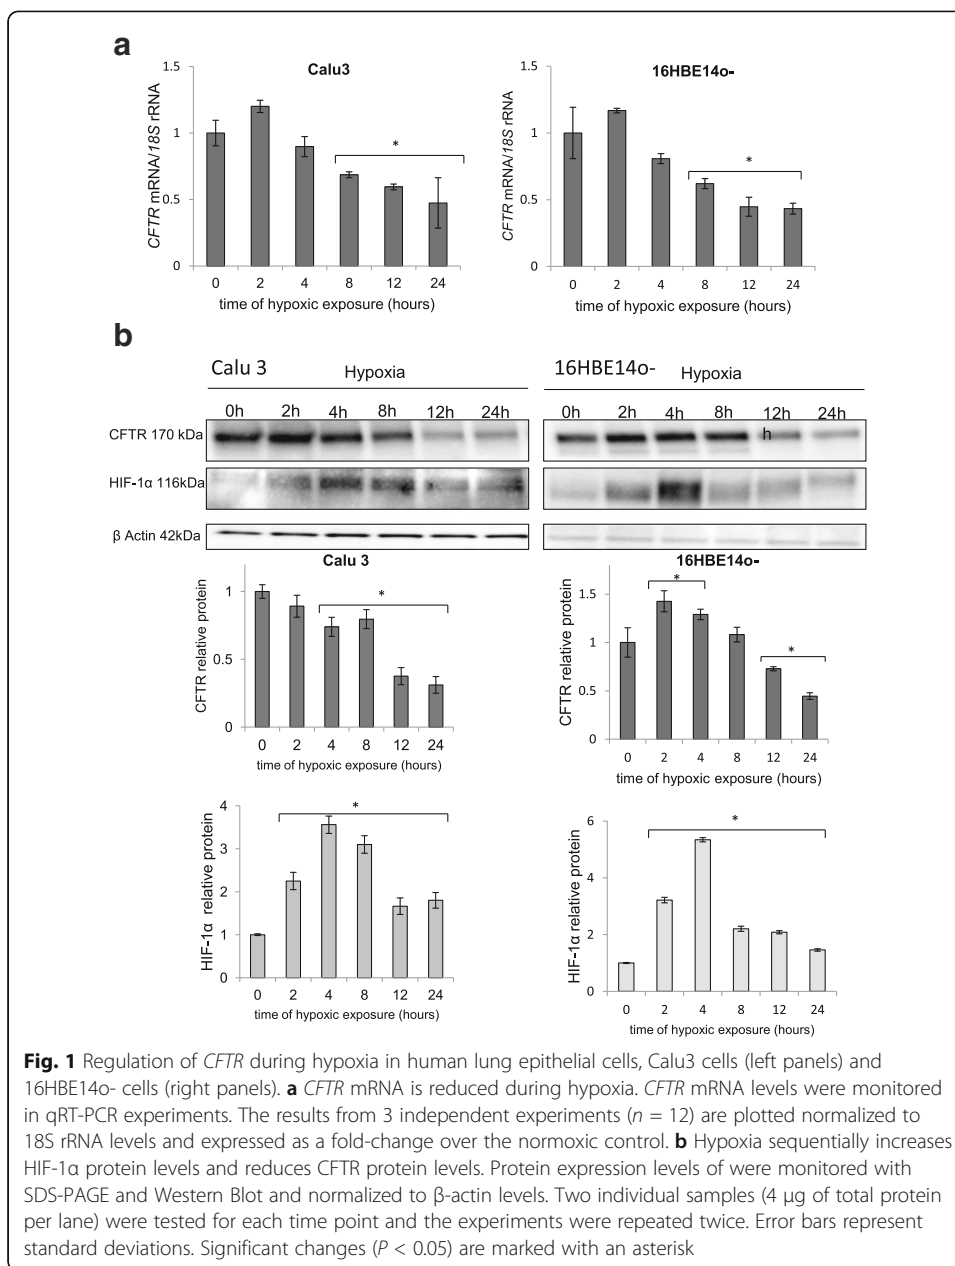 a
Calu3
16HBE14o-
CFTR mRNA/18S rRNA
1.5
1
0.5
0
*
0 2 4 8 12 24
time of hypoxic exposure (hours)
CFTR mRNA/18S rRNA
1.5
1
0.5
0
*
0 2 4 8 12 24
time of hypoxic exposure (hours)
b
Calu 3
Hypoxia
0h 2h 4h 8h 12h 24h
16HBE14o-
Hypoxia
0h 2h 4h 8h 12h 24h
h
CFTR 170 kDa
HIF-1α 116kDa
β Actin 42kDa
Calu 3
CFTR relative protein
1
0.5
0
*
0 2 4 8 12 24
time of hypoxic exposure (hours)
16HBE14o-
CFTR relative protein
1.5
1
0.5
0
*
*
0 2 4 8 12 24
time of hypoxic exposure (hours)
HIF-1α relative protein
4
3
2
1
0
*
0 2 4 8 12 24
time of hypoxic exposure (hours)
HIF-1α relative protein
6
4
2
0
*
0 2 4 8 12 24
time of hypoxic exposure (hours)
Fig. 1 Regulation of CFTR during hypoxia in human lung epithelial cells, Calu3 cells (left panels) and
16HBE14o- cells (right panels). a CFTR mRNA is reduced during hypoxia. CFTR mRNA levels were monitored
in qRT-PCR experiments. The results from 3 independent experiments (n = 12) are plotted normalized to
18S rRNA levels and expressed as a fold-change over the normoxic control. b Hypoxia sequentially increases
HIF-1α protein levels and reduces CFTR protein levels. Protein expression levels of were monitored with
SDS-PAGE and Western Blot and normalized to β-actin levels. Two individual samples (4 μg of total protein
per lane) were tested for each time point and the experiments were repeated twice. Error bars represent
standard deviations. Significant changes (P < 0.05) are marked with an asterisk